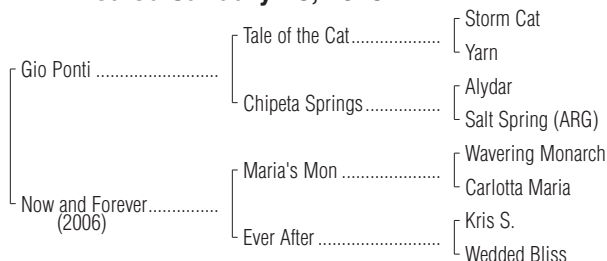 Storm Cat
Tale of the Cat....................
Yarn
Gio Ponti ..........................
Alydar
Chipeta Springs.................
Salt Spring (ARG)
Wavering Monarch
Maria's Mon ......................
Carlotta Maria
Now and Forever...............
(2006)
Kris S.
Ever After ...........................
Wedded Bliss